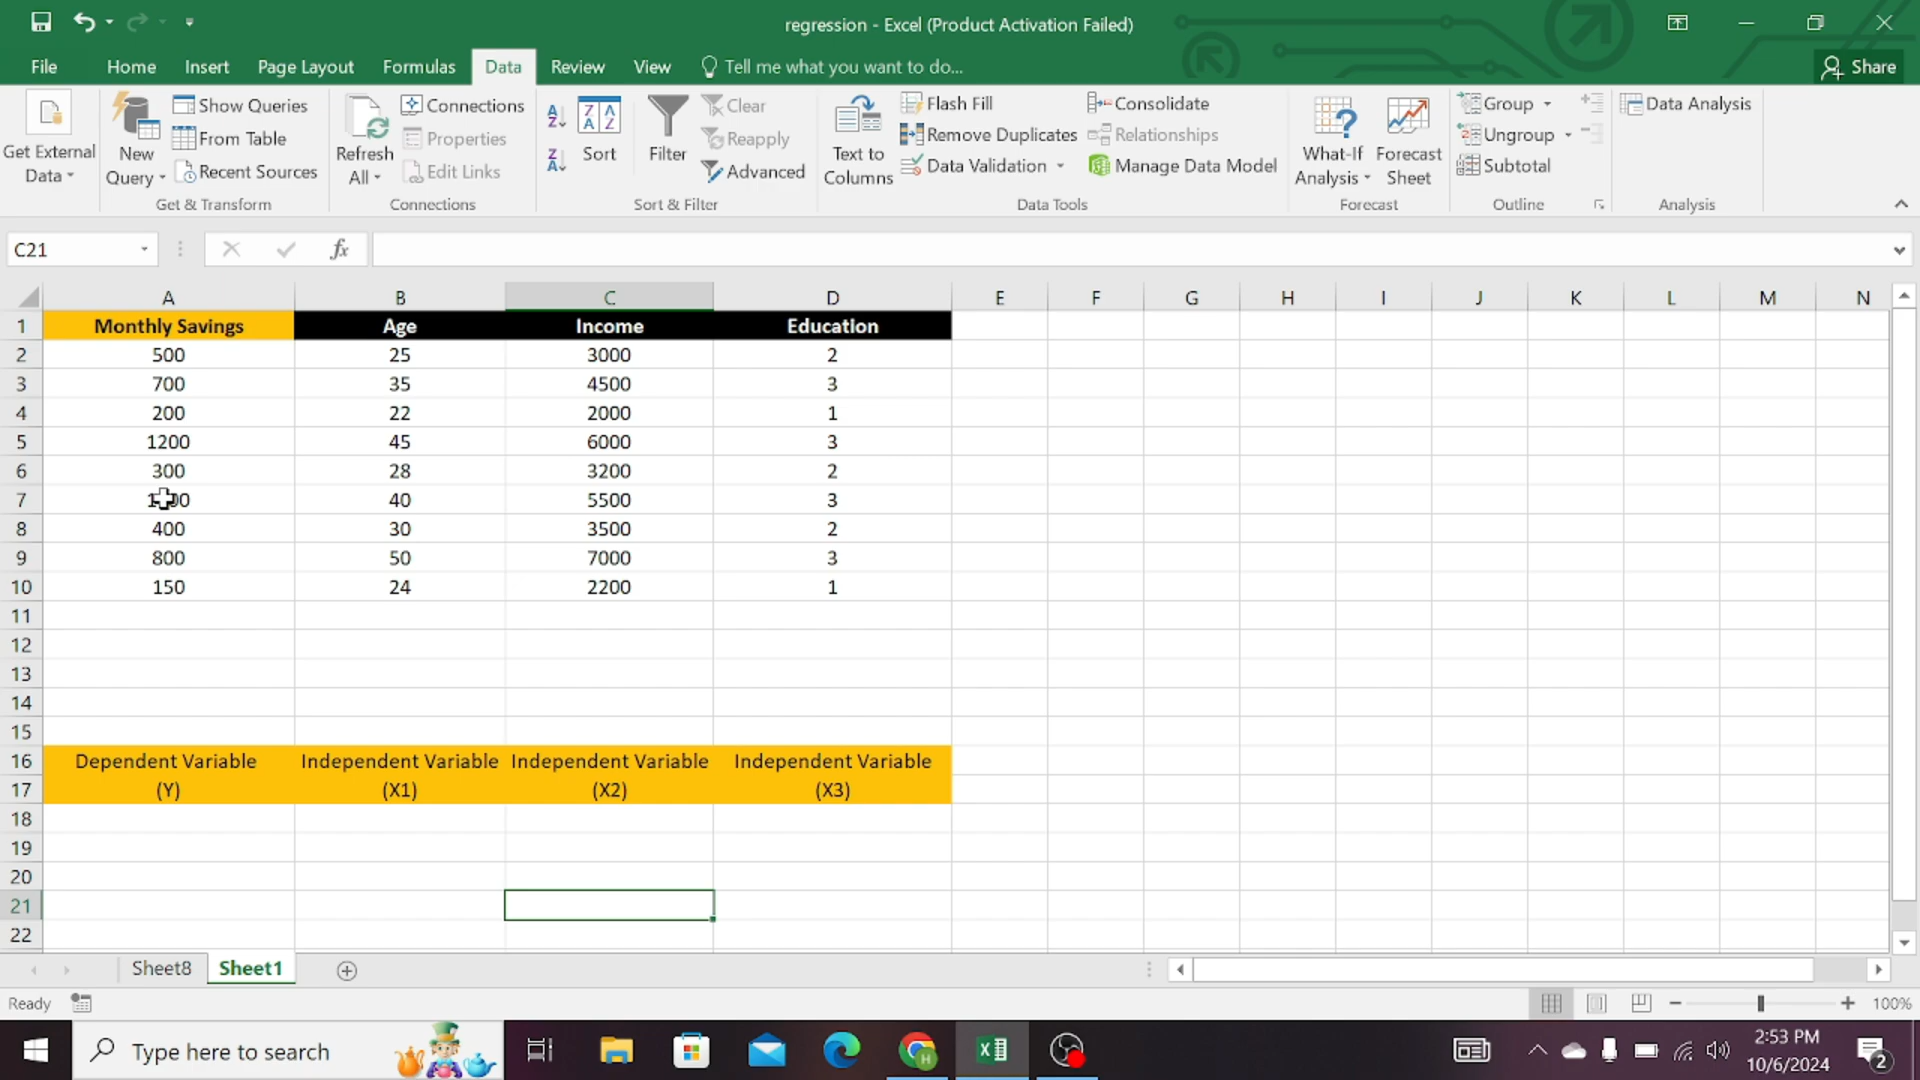 regression - Excel (Product Activation Failed)
File Home Insert Page Layout Formulas Data Review View Tell me what you want to do... Share
Get External Data
New Query
Show Queries
From Table
Recent Sources
Get & Transform
Refresh All
Connections
Properties
Edit Links
Connections
Sort
Filter
Clear
Reapply
Advanced
Sort & Filter
Text to Columns
Flash Fill
Remove Duplicates
Data Validation
Consolidate
Relationships
Manage Data Model
Data Tools
What-If Analysis
Forecast Sheet
Forecast
Group
Ungroup
Subtotal
Outline
Data Analysis
Analysis
C21 fx
A B C D E F G H I J K L M N
1 Monthly Savings Age Income Education
2 500 25 3000 2
3 700 35 4500 3
4 200 22 2000 1
5 1200 45 6000 3
6 300 28 3200 2
7 40 5500 3
8 400 30 3500 2
9 800 50 7000 3
10 150 24 2200 1
11
12
13
14
15
16 Dependent Variable Independent Variable Independent Variable Independent Variable
17 (Y) (X1) (X2) (X3)
18
19
20
21
22
Sheet8 Sheet1
Ready 100%
Type here to search
2:53 PM
10/6/2024
2